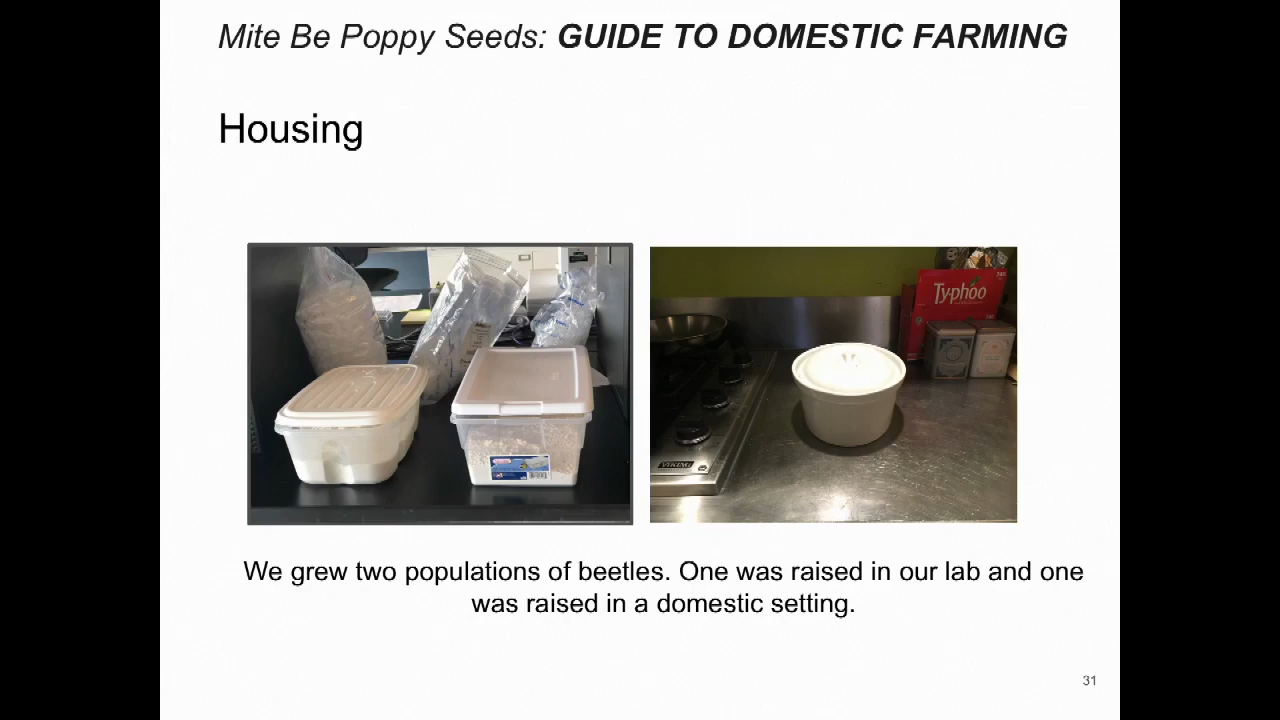 Mite Be Poppy Seeds: GUIDE TO DOMESTIC FARMING
Housing
Typhoo
VIKING
We grew two populations of beetles. One was raised in our lab and one
was raised in a domestic setting.
31